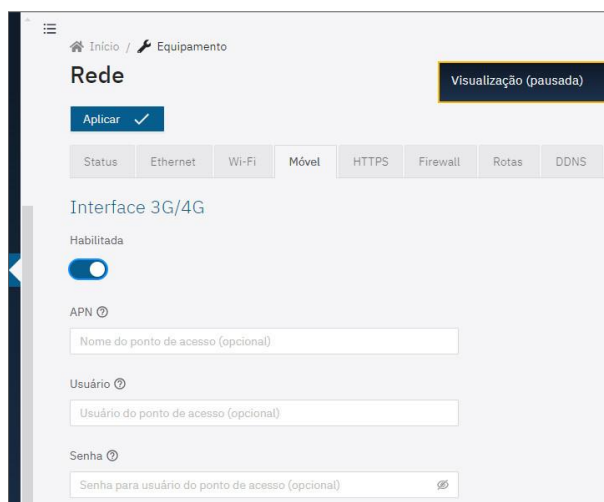 Início / Equipamento
Rede
Visualização (pausada)
Aplicar
Status Ethernet Wi-Fi Móvel HTTPS Firewall Rotas DDNS
Interface 3G/4G
Habilitada
APN
Nome do ponto de acesso (opcional)
Usuário
Usuário do ponto de acesso (opcional)
Senha
Senha para usuário do ponto de acesso (opcional)